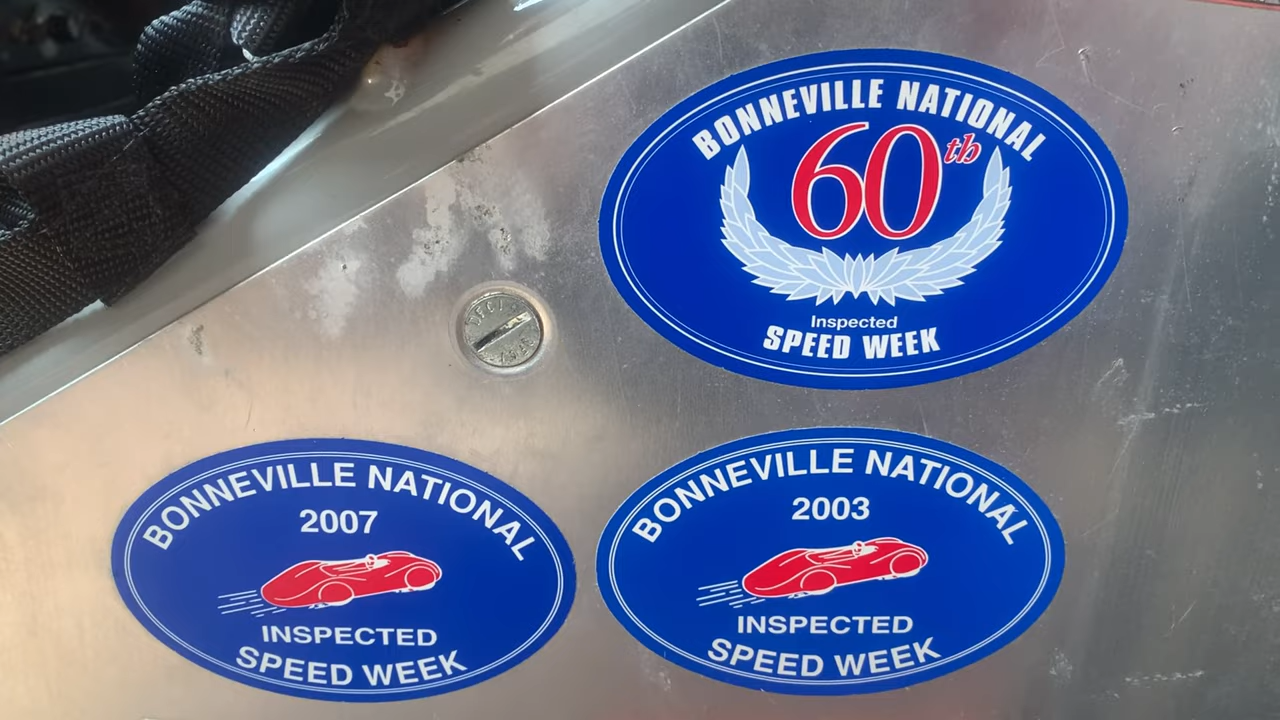 BONNEVILLE NATIONAL
60th
Inspected
SPEED WEEK
BONNEVILLE NATIONAL
2007
INSPECTED
SPEED WEEK
BONNEVILLE NATIONAL
2003
INSPECTED
SPEED WEEK